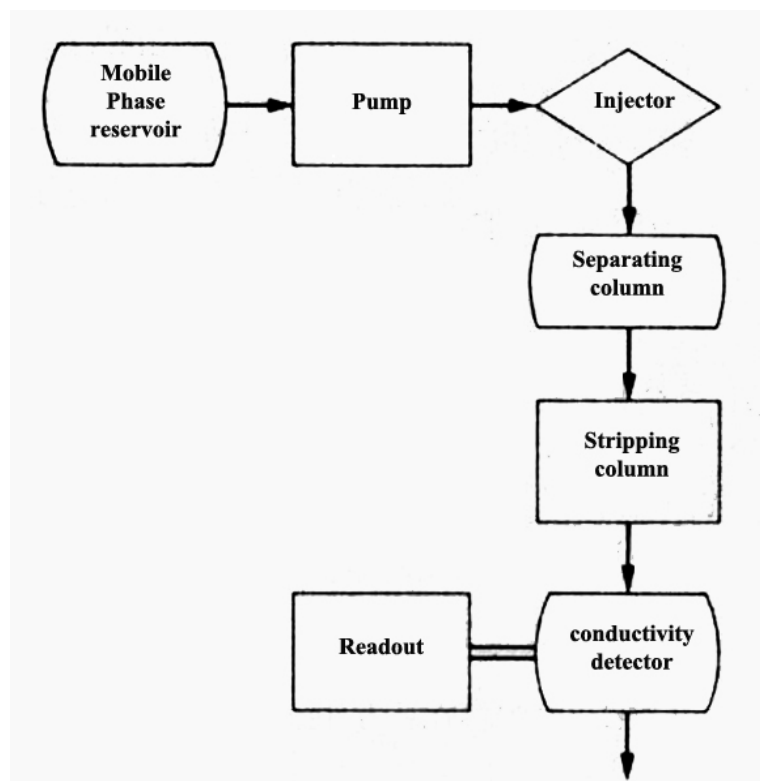 Mobile
Phase
reservoir
Pump
Injector
Separating
column
Stripping
column
Readout
conductivity
detector